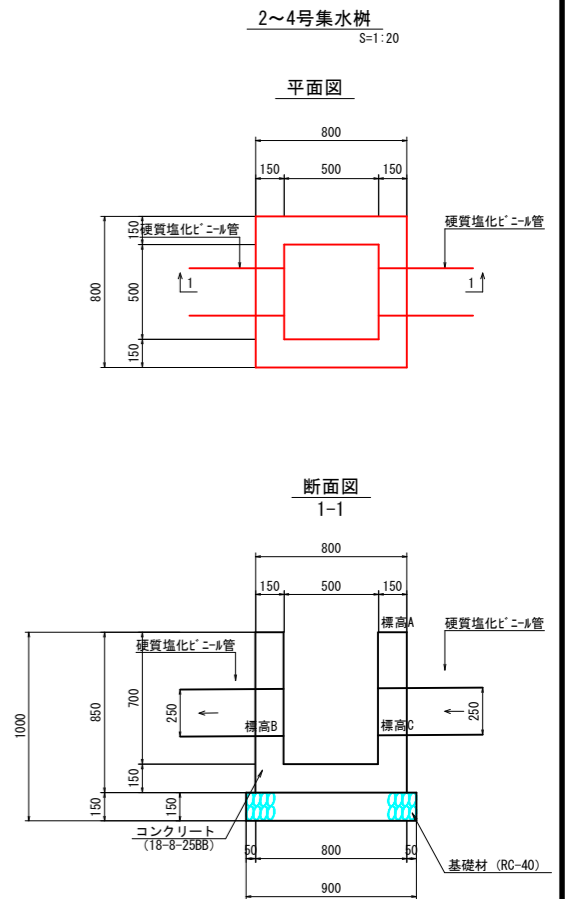 2～4号集水桝
S=1:20
平面図
800
150 500 150
硬質塩化ﾋﾞﾆｰﾙ管
硬質塩化ﾋﾞﾆｰﾙ管
150
500
150
800
1
1
断面図
1-1
800
150 500 150
標高A
硬質塩化ﾋﾞﾆｰﾙ管
硬質塩化ﾋﾞﾆｰﾙ管
1000
850
700
250
標高B
標高C
250
150
150
150
コンクリート
(18-8-25BB)
50 800 50
基礎材 (RC-40)
900